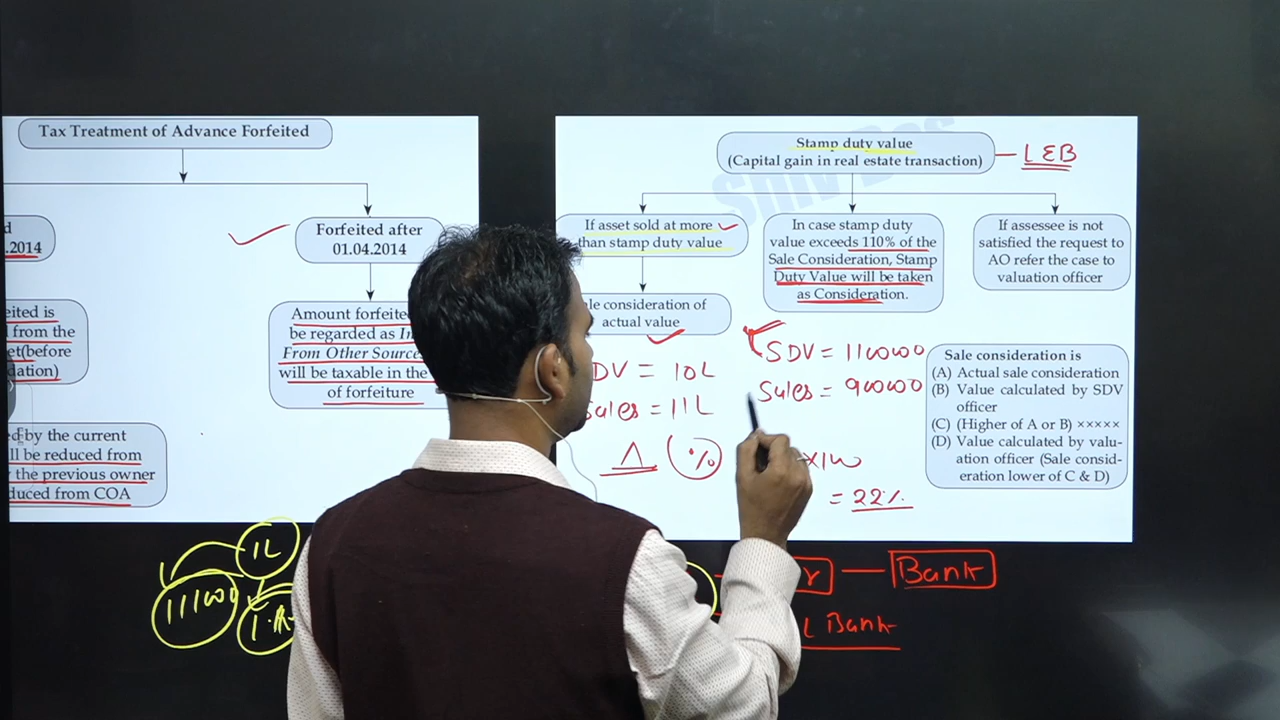 Tax Treatment of Advance Forfeited
d
.2014
Forfeited after
01.04.2014
eited is
from the
et(before
dation)
Amount forfeite
be regarded as In
From Other Source
will be taxable in the
of forfeiture
ed by the current
ll be reduced from
the previous owner
duced from COA
1L
Stamp duty value
(Capital gain in real estate transaction)
L&B
If asset sold at more
than stamp duty value
le consideration of
actual value
DV = 10L
ales = 11L
%
In case stamp duty
value exceeds 110% of the
Sale Consideration, Stamp
Duty Value will be taken
as Consideration.
SDV = 1100000
Sales = 900000
x100
= 22%
If assessee is not
satisfied the request to
AO refer the case to
valuation officer
Sale consideration is
(A) Actual sale consideration
(B) Value calculated by SDV
officer
(C) (Higher of A or B) ×××××
(D) Value calculated by valu-
ation officer (Sale consid-
eration lower of C & D)
Bank
L Bank